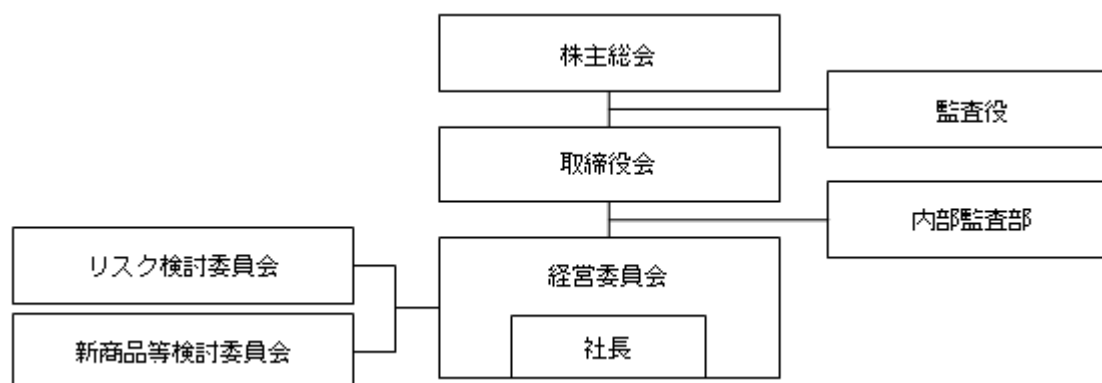 株主総会
監査役
取締役会
内部監査部
リスク検討委員会
経営委員会
新商品等検討委員会
社長